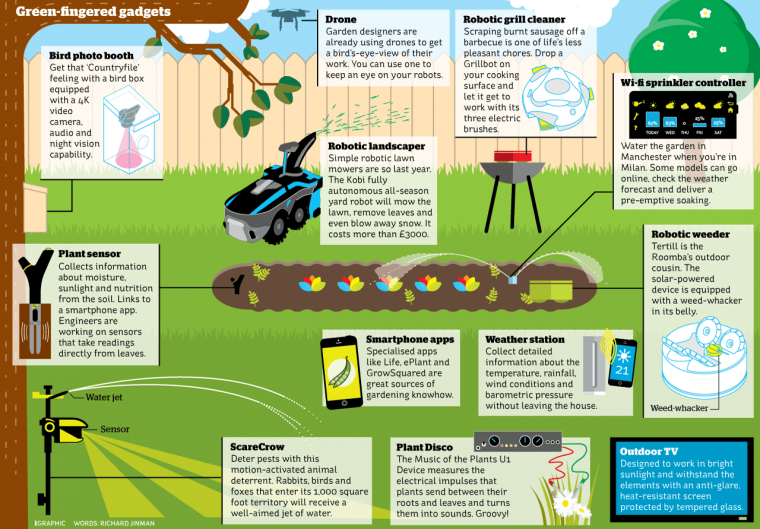 Green-fingered gadgets
Bird photo booth
Get that ‘Countryfile’
feeling with a bird box
equipped
with a 4K
video
camera,
audio and
night vision
capability.
Drone
Garden designers are
already using drones to get
a bird's-eye-view of their
work. You can use one to
keep an eye on your robots.
Robotic grill cleaner
Scraping burnt sausage off a
barbecue is one of life's less
pleasant chores. Drop a
Grillbot on
your cooking
surface and
let it get to
work with its
three electric
brushes.
Wi-fi sprinkler controller
62%
63%
0
25%
25%
TODAY
WED
THU
FRI
SAT
Water the garden in
Manchester when you're in
Milan. Some models can go
online, check the weather
forecast and deliver a
pre-emptive soaking.
Robotic landscaper
Simple robotic lawn
mowers are so last year.
The Kobi fully
autonomous all-season
yard robot will mow the
lawn, remove leaves and
even blow away snow. It
costs more than £3000.
Plant sensor
Collects information
about moisture,
sunlight and nutrition
from the soil. Links to
a smartphone app.
Engineers are
working on sensors
that take readings
directly from leaves.
Robotic weeder
Tertill is the
Roomba's outdoor
cousin. The
solar-powered
device is equipped
with a weed-whacker
in its belly.
Weed-whacker
Smartphone apps
Specialised apps
like Life, ePlant and
GrowSquared are
great sources of
gardening knowhow.
Weather station
Collect detailed
information about the
temperature, rainfall,
wind conditions and
barometric pressure
without leaving the house.
21
Water jet
Sensor
ScareCrow
Deter pests with this
motion-activated animal
deterrent. Rabbits, birds and
foxes that enter its 1,000 square
foot territory will receive a
well-aimed jet of water.
Plant Disco
The Music of the Plants U1
Device measures the
electrical impulses that
plants send between their
roots and leaves and turns
them into sounds. Groovy!
Outdoor TV
Designed to work in bright
sunlight and withstand the
elements with an anti-glare,
heat-resistant screen
protected by tempered glass.
GRAPHIC WORDS: RICHARD JINMAN